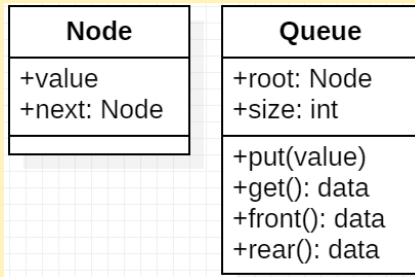 Node
+value
+next: Node
Queue
+root: Node
+size: int
+put(value)
+get(): data
+front(): data
+rear(): data